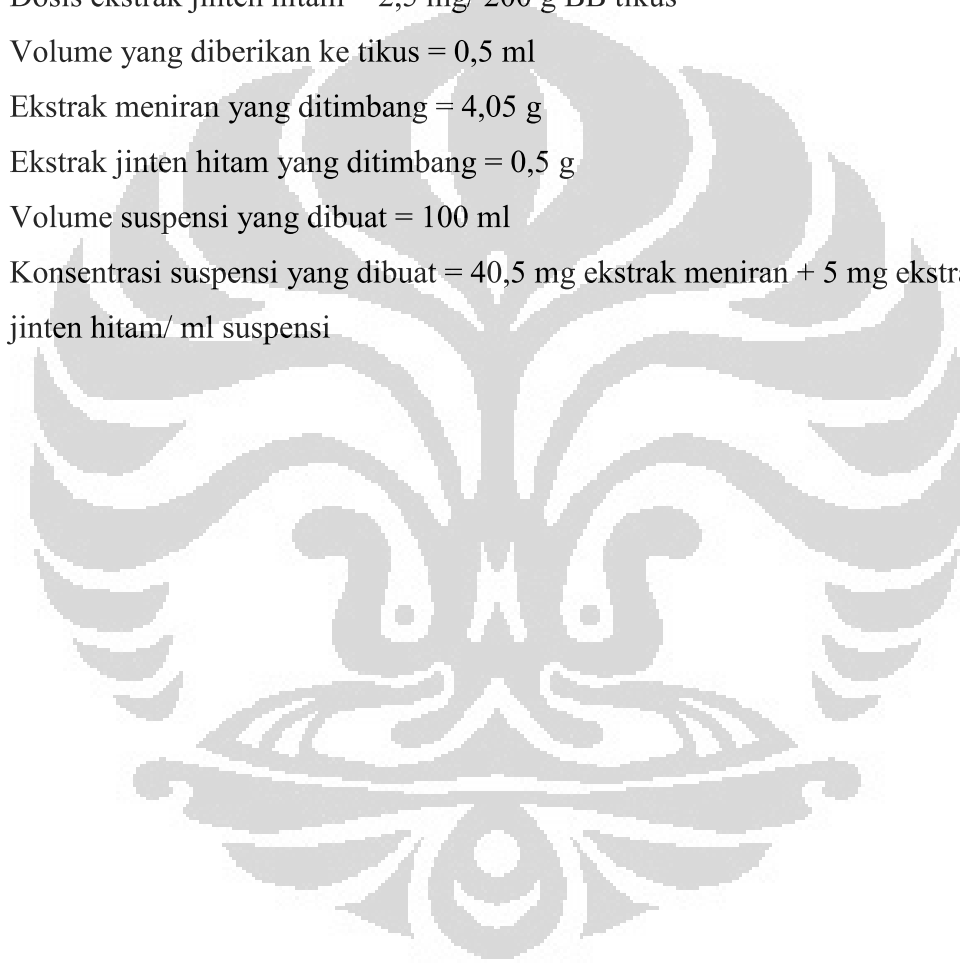 Dosis ekstrak jinten hitam = 2,5 mg/ 200 g BB tikus
Volume yang diberikan ke tikus = 0,5 ml
Ekstrak meniran yang ditimbang = 4,05 g
Ekstrak jinten hitam yang ditimbang = 0,5 g
Volume suspensi yang dibuat = 100 ml
Konsentrasi suspensi yang dibuat = 40,5 mg ekstrak meniran + 5 mg ekstra
jinten hitam/ ml suspensi